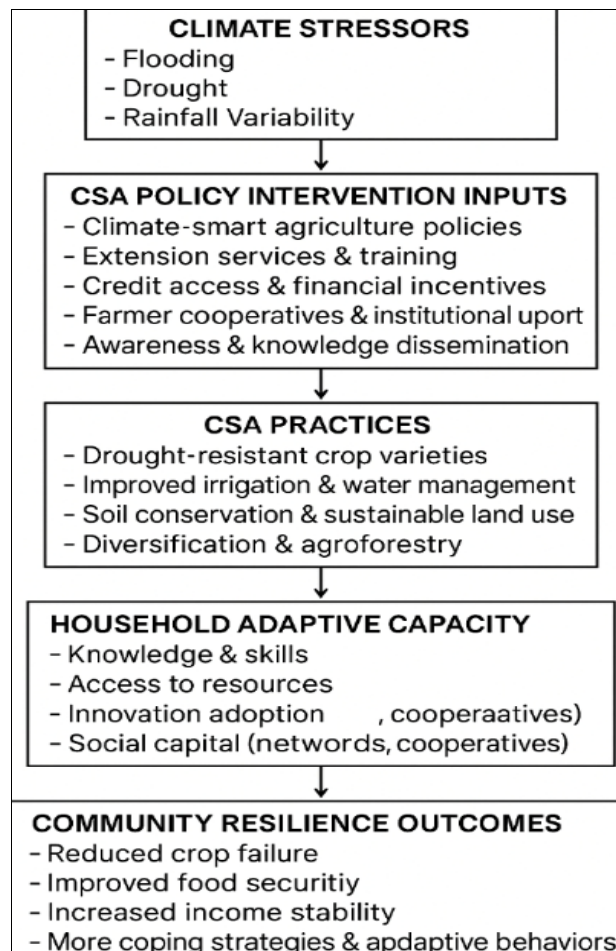 CLIMATE STRESSORS
- Flooding
- Drought
- Rainfall Variability
CSA POLICY INTERVENTION INPUTS
- Climate-smart agriculture policies
- Extension services & training
- Credit access & financial incentives
- Farmer cooperatives & institutional uport
- Awareness & knowledge dissemination
CSA PRACTICES
- Drought-resistant crop varieties
- Improved irrigation & water management
- Soil conservation & sustainable land use
- Diversification & agroforestry
HOUSEHOLD ADAPTIVE CAPACITY
- Knowledge & skills
- Access to resources
- Innovation adoption , cooperaatives)
- Social capital (networds, cooperatives)
COMMUNITY RESILIENCE OUTCOMES
- Reduced crop failure
- Improved food securitiy
- Increased income stability
- More coping strategies & apdaptive behaviors